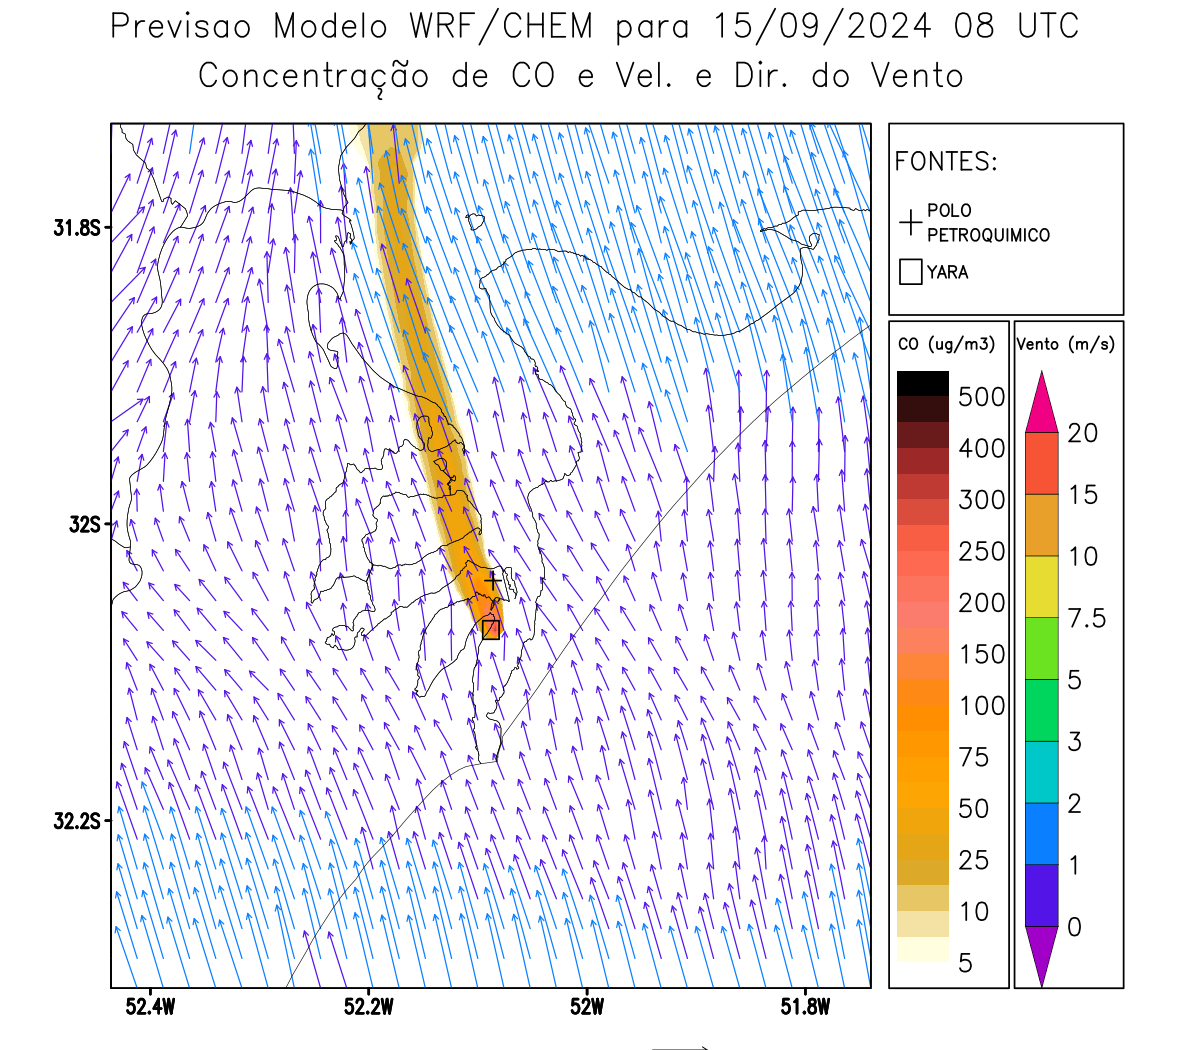 Previsao Modelo WRF/CHEM para 15/09/2024 08 UTC
Concentração de CO e Vel. e Dir. do Vento
FONTES:
POLO
PETROQUIMICO
YARA
CO (ug/m3)
500
400
300
250
200
150
100
75
50
25
10
5
Vento (m/s)
20
15
10
7.5
5
3
2
1
0
31.8S
32S
32.2S
52.4W
52.2W
52W
51.8W